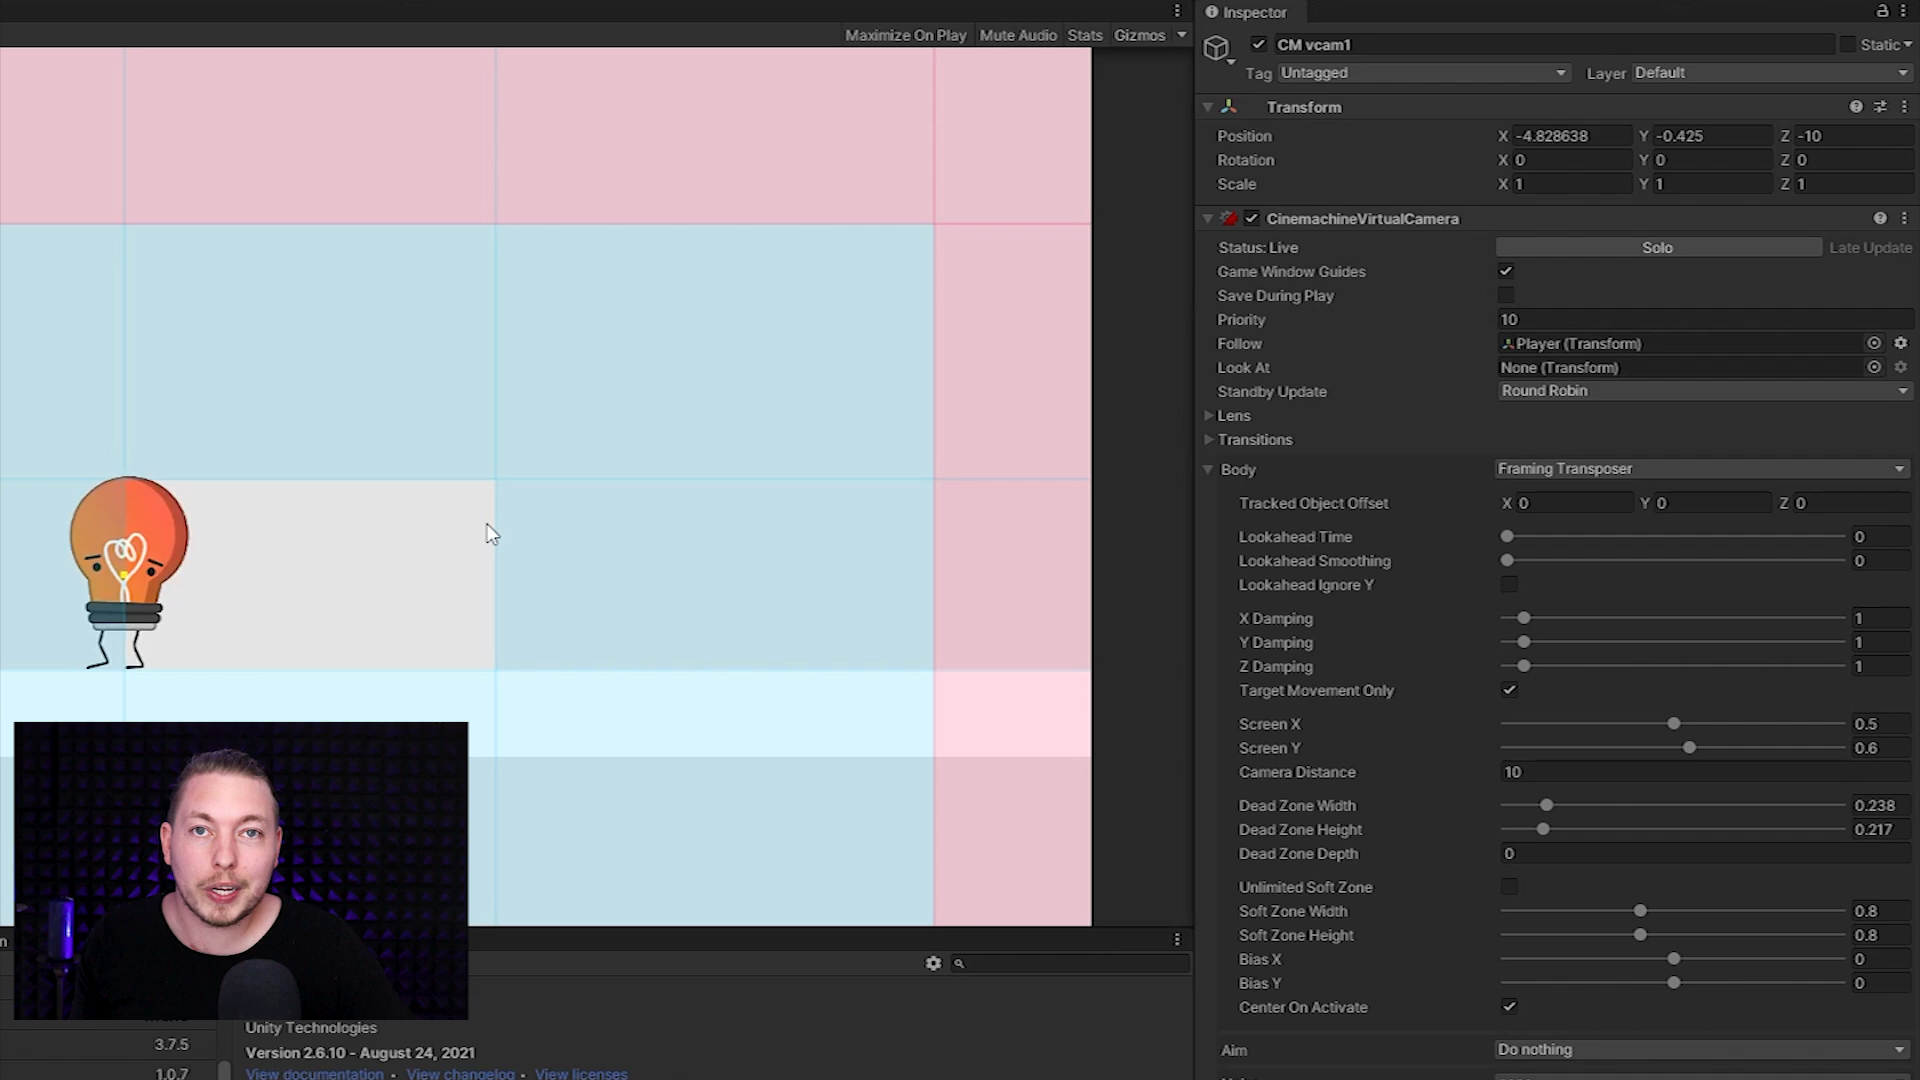 Maximize On Play Mute Audio Stats Gizmos
Inspector
CM vcam1 Static
Tag Untagged Layer Default
Transform
Position X -4.828638 Y -0.425 Z -10
Rotation X 0 Y 0 Z 0
Scale X 1 Y 1 Z 1
CinemachineVirtualCamera
Status: Live Solo Late Update
Game Window Guides
Save During Play
Priority 10
Follow Player (Transform)
Look At None (Transform)
Standby Update Round Robin
Lens
Transitions
Body Framing Transposer
Tracked Object Offset X 0 Y 0 Z 0
Lookahead Time 0
Lookahead Smoothing 0
Lookahead Ignore Y
X Damping 1
Y Damping 1
Z Damping 1
Target Movement Only
Screen X 0.5
Screen Y 0.6
Camera Distance 10
Dead Zone Width 0.238
Dead Zone Height 0.217
Dead Zone Depth 0
Unlimited Soft Zone
Soft Zone Width 0.8
Soft Zone Height 0.8
Bias X 0
Bias Y 0
Center On Activate
Aim Do nothing
n
Unity Technologies
3.7.5
Version 2.6.10 - August 24, 2021
1.0.7
View documentation • View changelog • View licenses